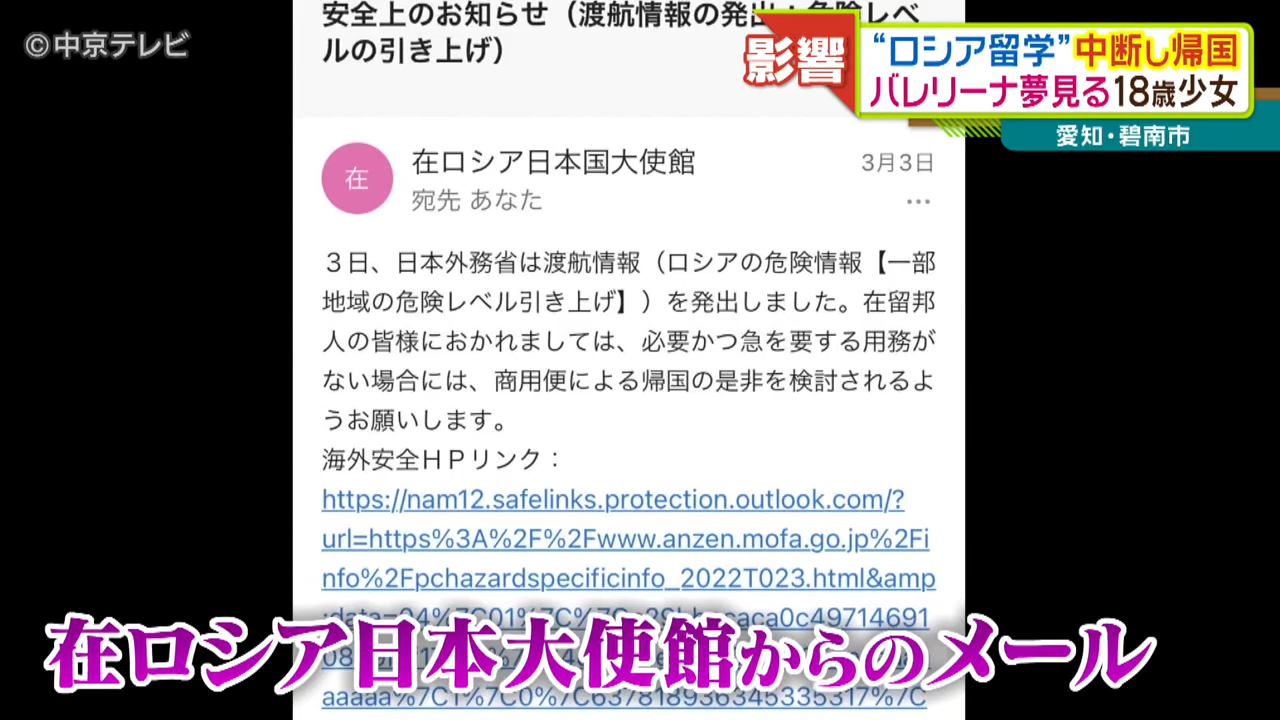 ©中京テレビ
安全上のお知らせ（渡航情報の発出：危険レベ
ルの引き上げ）
影響
“ロシア留学”中断し帰国
バレリーナ夢見る18歳少女
愛知・碧南市
在
在ロシア日本国大使館
3月3日
宛先 あなた
…
３日、日本外務省は渡航情報（ロシアの危険情報【一部
地域の危険レベル引き上げ】）を発出しました。在留邦
人の皆様におかれましては、必要かつ急を要する用務が
ない場合には、商用便による帰国の是非を検討されるよ
うお願いします。
海外安全ＨＰリンク：
https://nam12.safelinks.protection.outlook.com/?
url=https%3A%2F%2Fwww.anzen.mofa.go.jp%2Fi
nfo%2Fpchazardspecificinfo_2022T023.html&amp
在ロシア日本大使館からのメール
aaaaa%7C1%7C0%7C637818936345335317%7C